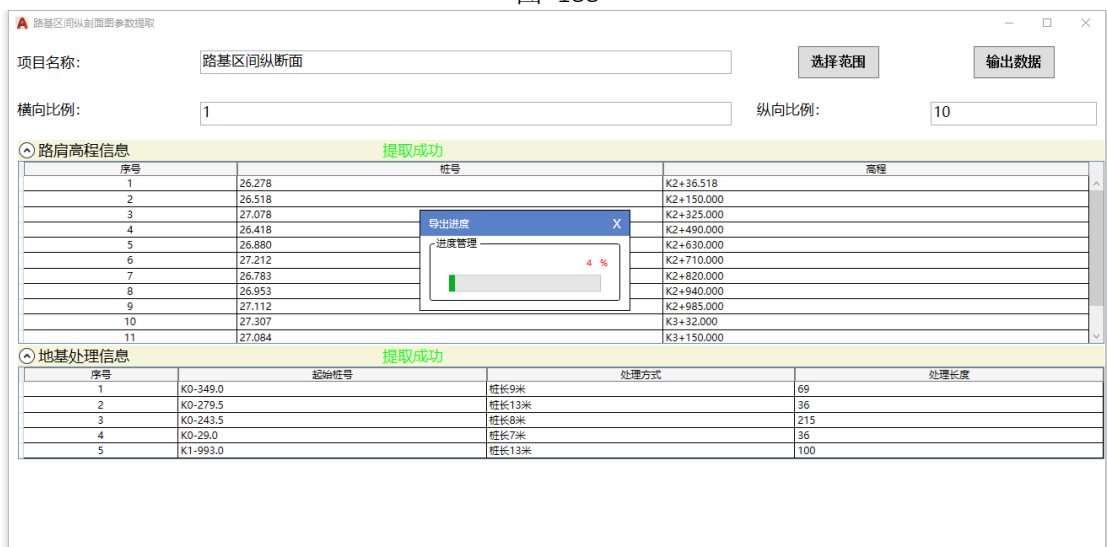 路基区间纵剖面图参数提取
项目名称: 路基区间纵断面 选择范围 输出数据
横向比例: 1 纵向比例: 10
路肩高程信息 提取成功
序号 桩号 高程
1 26.278 K2+36.518
2 26.518 K2+150.000
3 27.078 K2+325.000
4 26.418 K2+490.000
5 26.880 K2+630.000
6 27.212 K2+710.000
7 26.783 K2+820.000
8 26.953 K2+940.000
9 27.112 K2+985.000
10 27.307 K3+32.000
11 27.084 K3+150.000
导出进度 X
进度管理
4 %
地基处理信息 提取成功
序号 起始桩号 处理方式 处理长度
1 K0-349.0 桩长9米 69
2 K0-279.5 桩长13米 36
3 K0-243.5 桩长8米 215
4 K0-29.0 桩长7米 36
5 K1-993.0 桩长13米 100